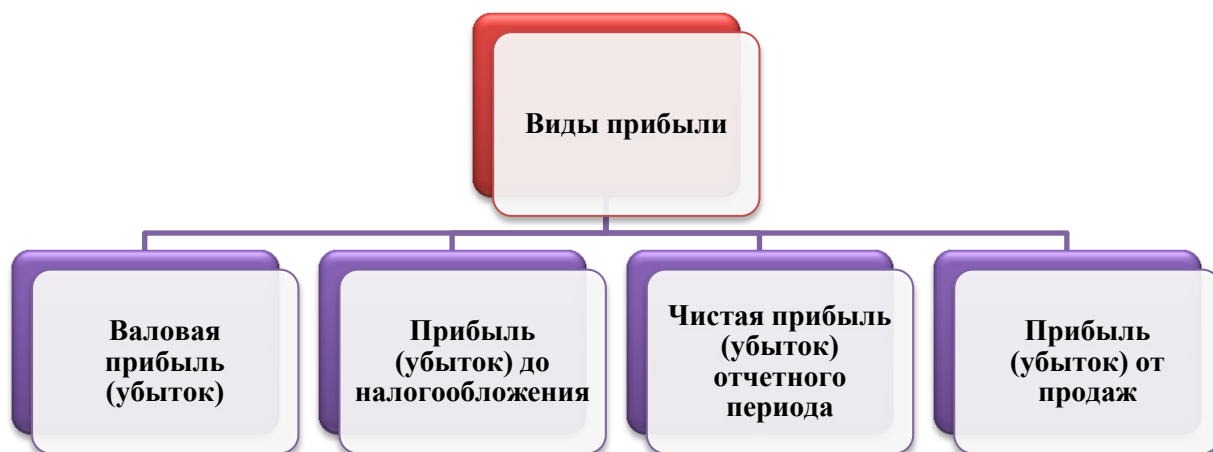 Виды прибыли
Валовая
прибыль
(убыток)
Прибыль
(убыток) до
налогообложения
Чистая прибыль
(убыток)
отчетного
периода
Прибыль
(убыток) от
продаж